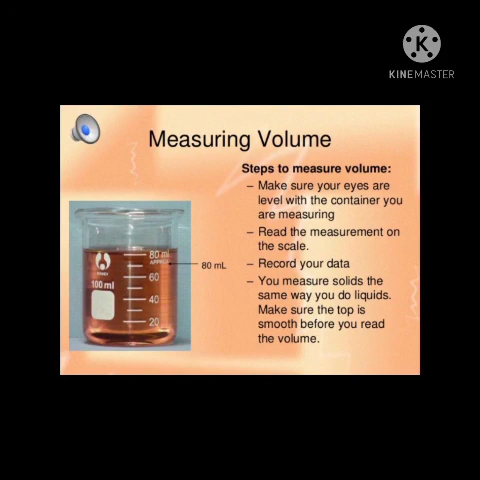 KINEMASTER
Measuring Volume
Steps to measure volume:
– Make sure your eyes are
level with the container you
are measuring
– Read the measurement on
the scale.
– Record your data
– You measure solids the
same way you do liquids.
Make sure the top is
smooth before you read
the volume.
80 ml
60
100 ml
40
20
80 mL